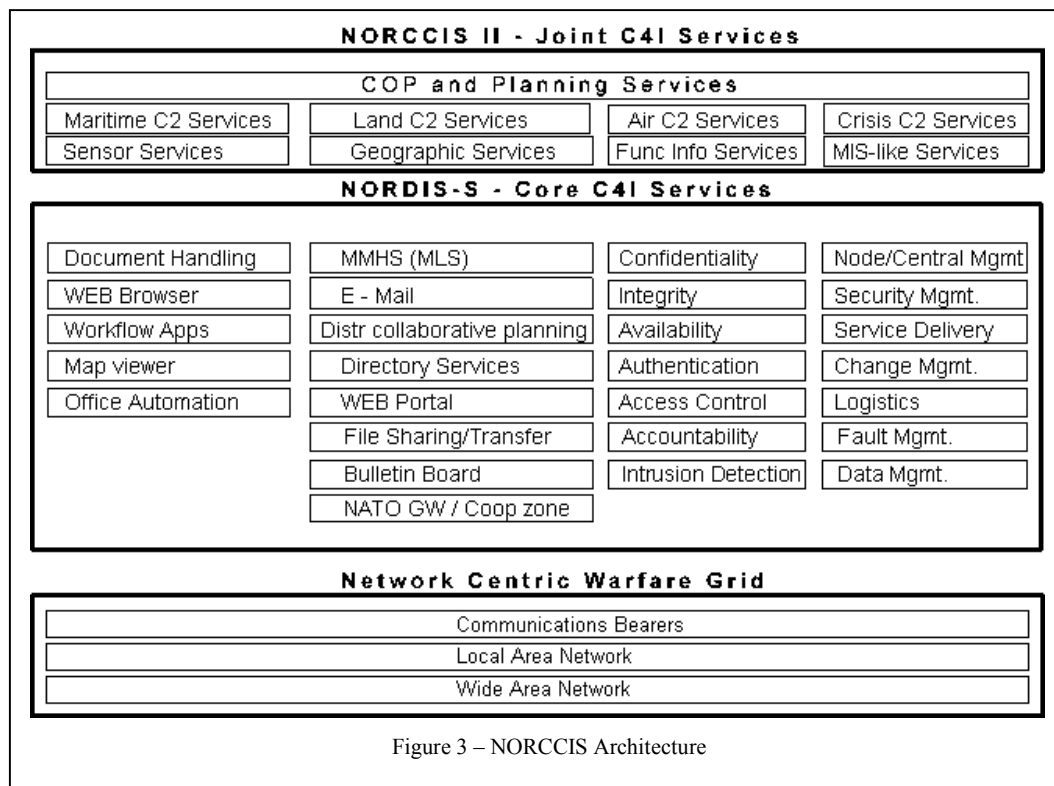 NORCCIS II - Joint C4I Services
COP and Planning Services
Maritime C2 Services
Land C2 Services
Air C2 Services
Crisis C2 Services
Sensor Services
Geographic Services
Func Info Services
MIS-like Services
NORDIS-S - Core C4I Services
Document Handling
MMHS (MLS)
Confidentiality
Node/Central Mgmt
WEB Browser
E - Mail
Integrity
Security Mgmt.
Workflow Apps
Distr collaborative planning
Availability
Service Delivery
Map viewer
Directory Services
Authentication
Change Mgmt.
Office Automation
WEB Portal
Access Control
Logistics
File Sharing/Transfer
Accountability
Fault Mgmt.
Bulletin Board
Intrusion Detection
Data Mgmt.
NATO GW / Coop zone
Network Centric Warfare Grid
Communications Bearers
Local Area Network
Wide Area Network
Figure 3 – NORCCIS Architecture